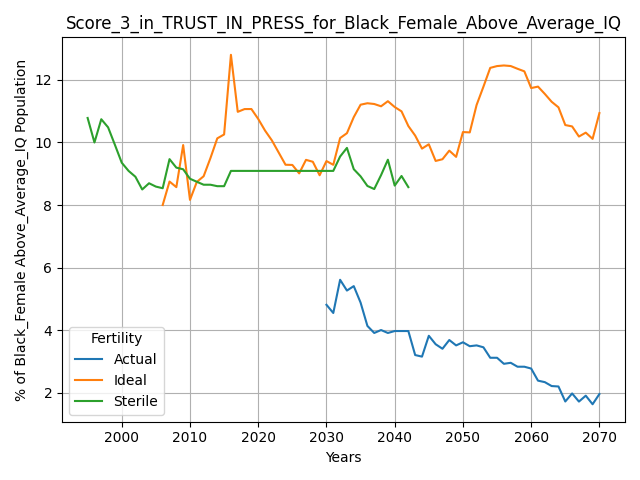 Score_3_in_TRUST_IN_PRESS_for_Black_Female_Above_Average_IQ
% of Black_Female Above_Average_IQ Population
12
10
8
6
4
2
Fertility
Actual
Ideal
Sterile
2000 2010 2020 2030 2040 2050 2060 2070
Years